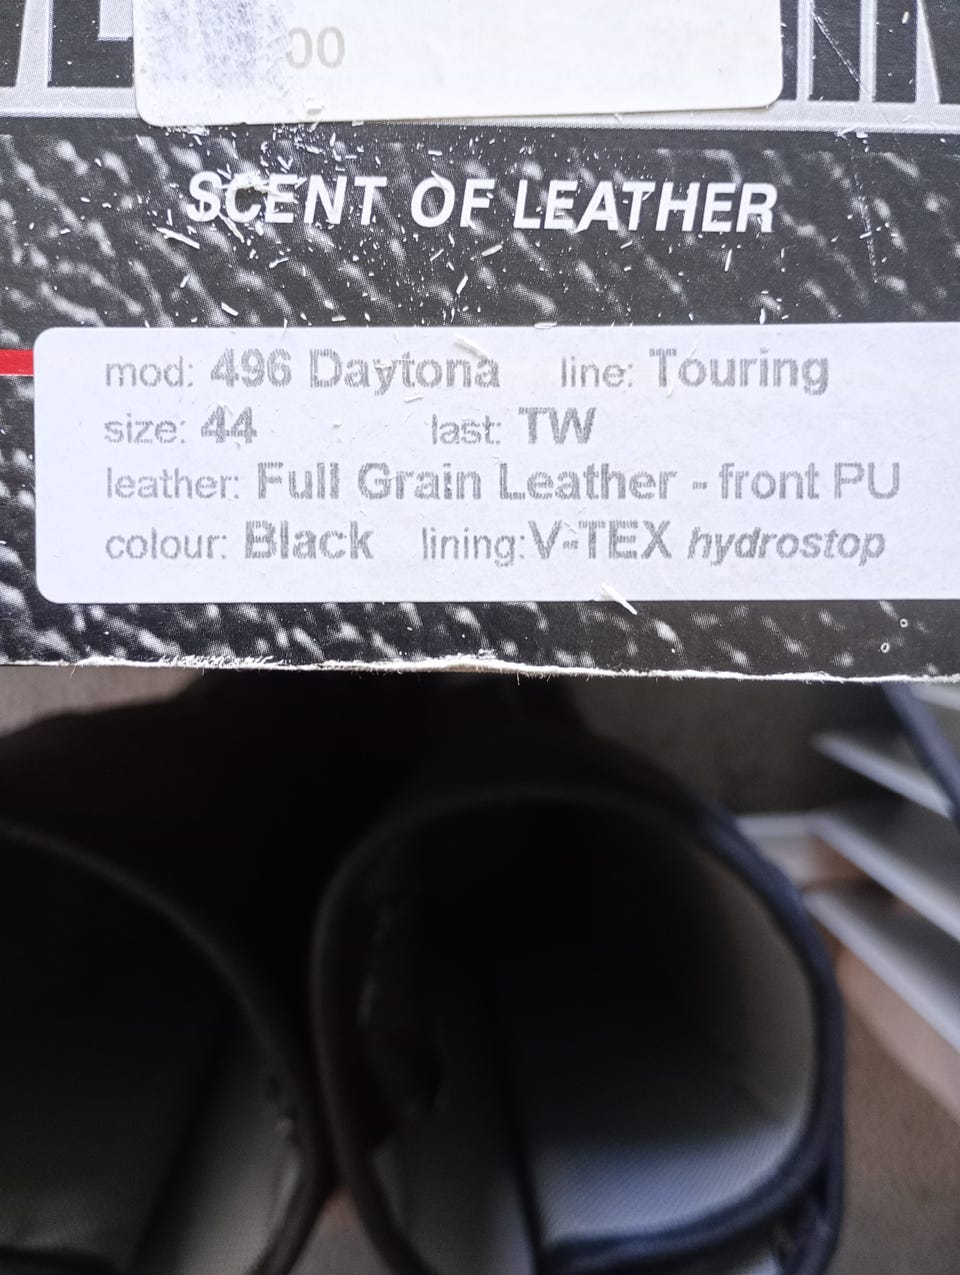 00
SCENT OF LEATHER
mod: 496 Daytona line: Touring
size: 44 last: TW
leather: Full Grain Leather - front PU
colour: Black lining: V-TEX hydrostop